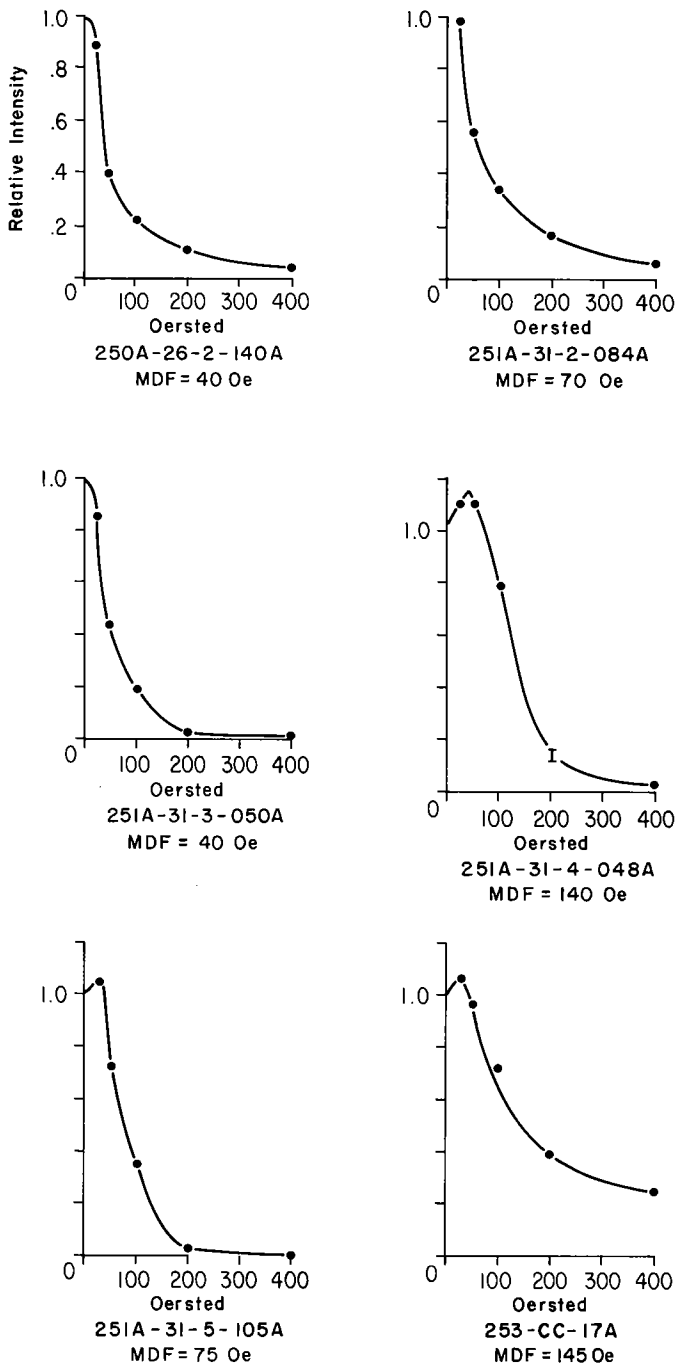 Relative Intensity
1.0
.8
.6
.4
.2
0
100 200 300 400
Oersted
250A-26-2-140A
MDF = 40 Oe
1.0
0
100 200 300 400
Oersted
251A-31-2-084A
MDF = 70 Oe
1.0
0
100 200 300 400
Oersted
251A-31-3-050A
MDF = 40 Oe
1.0
0
100 200 300 400
Oersted
251A-31-4-048A
MDF = 140 Oe
1.0
0
100 200 300 400
Oersted
251A-31-5-105A
MDF = 75 Oe
1.0
0
100 200 300 400
Oersted
253-CC-17A
MDF = 145 Oe